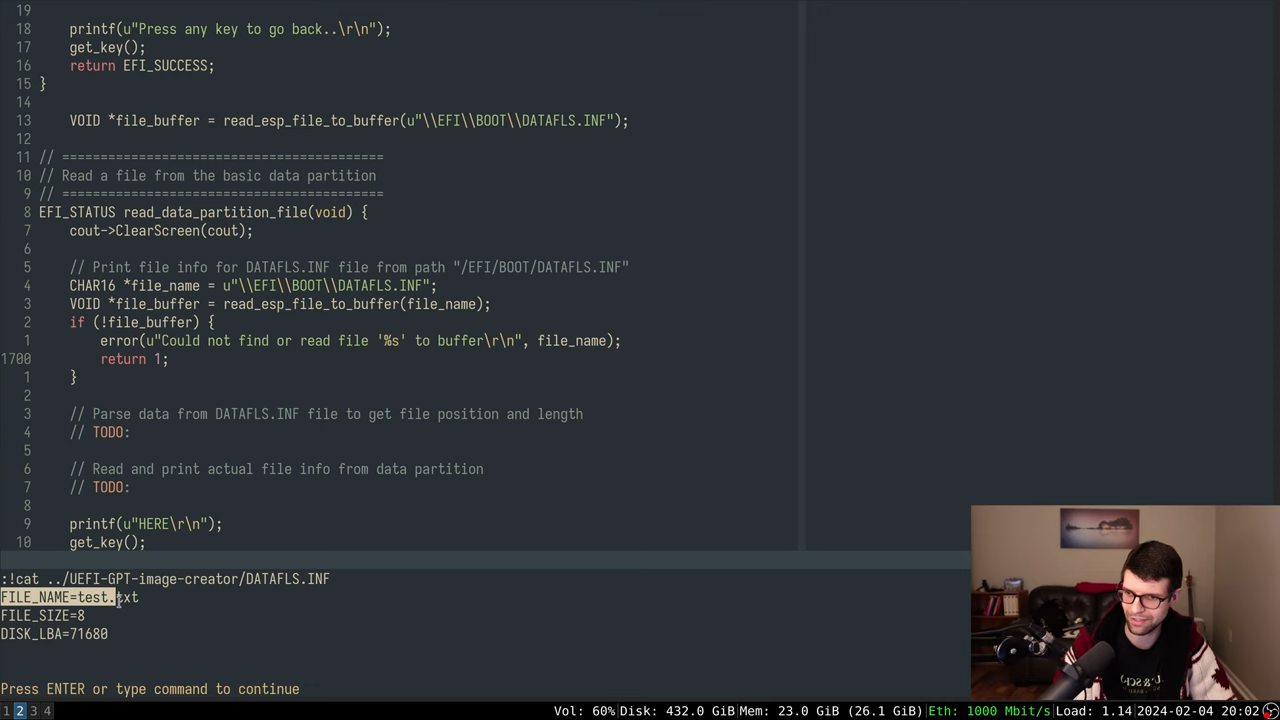 19
18 printf(u"Press any key to go back..\r\n");
17 get_key();
16 return EFI_SUCCESS;
15 }
14
13 VOID *file_buffer = read_esp_file_to_buffer(u"\\EFI\\BOOT\\DATAFLS.INF");
12
11 // ==========================================
10 // Read a file from the basic data partition
9 // ==========================================
8 EFI_STATUS read_data_partition_file(void) {
7 cout->ClearScreen(cout);
6
5 // Print file info for DATAFLS.INF file from path "/EFI/BOOT/DATAFLS.INF"
4 CHAR16 *file_name = u"\\EFI\\BOOT\\DATAFLS.INF";
3 VOID *file_buffer = read_esp_file_to_buffer(file_name);
2 if (!file_buffer) {
1 error(u"Could not find or read file '%s' to buffer\r\n", file_name);
1700 return 1;
1 }
2
3 // Parse data from DATAFLS.INF file to get file position and length
4 // TODO:
5
6 // Read and print actual file info from data partition
7 // TODO:
8
9 printf(u"HERE\r\n");
10 get_key();
:!cat ../UEFI-GPT-image-creator/DATAFLS.INF
FILE_NAME=test.txt
FILE_SIZE=8
DISK_LBA=71680
Press ENTER or type command to continue
1 2 3 4 Vol: 60%|Disk: 432.0 GiB|Mem: 23.0 GiB (26.1 GiB)|Eth: 1000 Mbit/s|Load: 1.14|2024-02-04 20:02